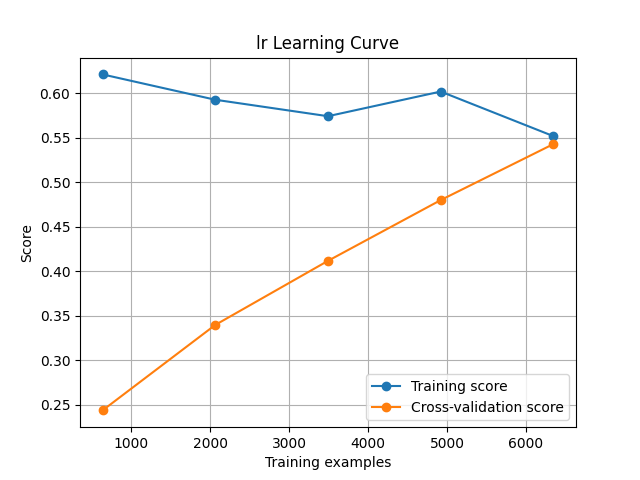 lr Learning Curve
Score
0.60
0.55
0.50
0.45
0.40
0.35
0.30
0.25
Training score
Cross-validation score
1000 2000 3000 4000 5000 6000
Training examples